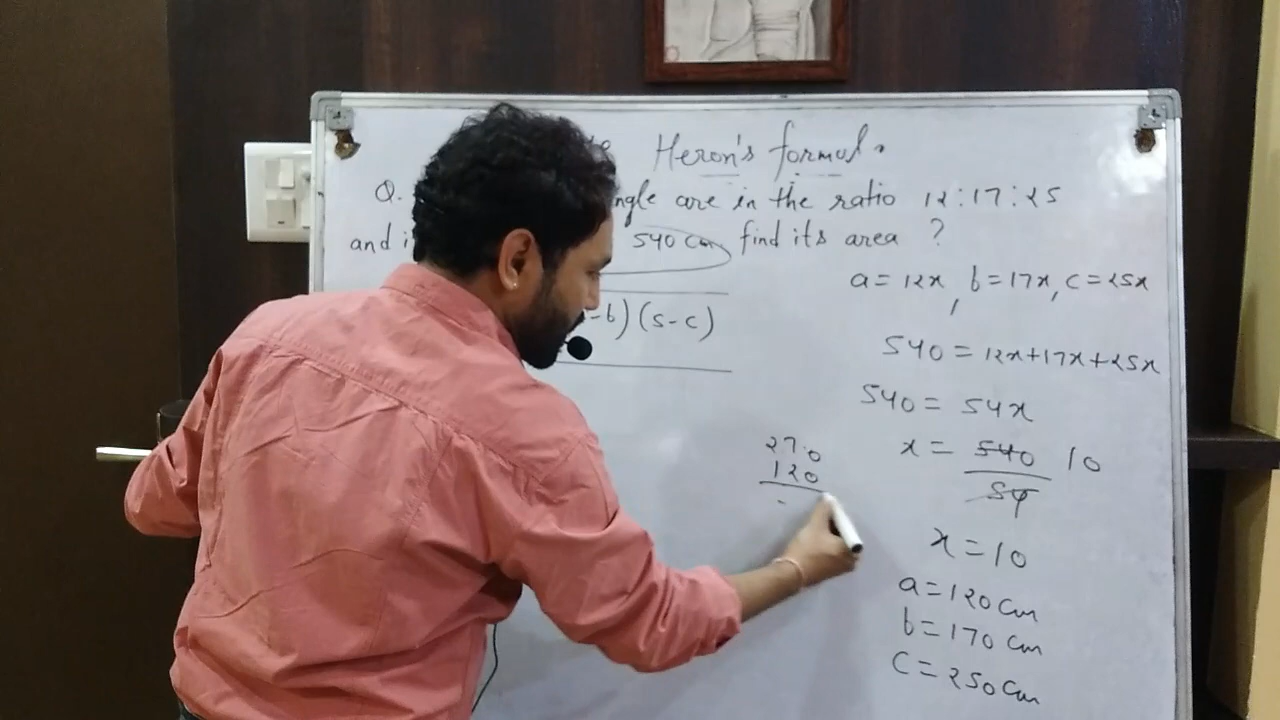 Heron's formul
Q. ngle are in the ratio 12:17:25
and i 540 cm find its area ?
a=12x, b=17x, c=25x
-b) (s-c)
540 = 12x+17x+25x
540 = 54x
x = 540/54 10
270
120
x=10
a=120 cm
b=170 cm
c=250 cm